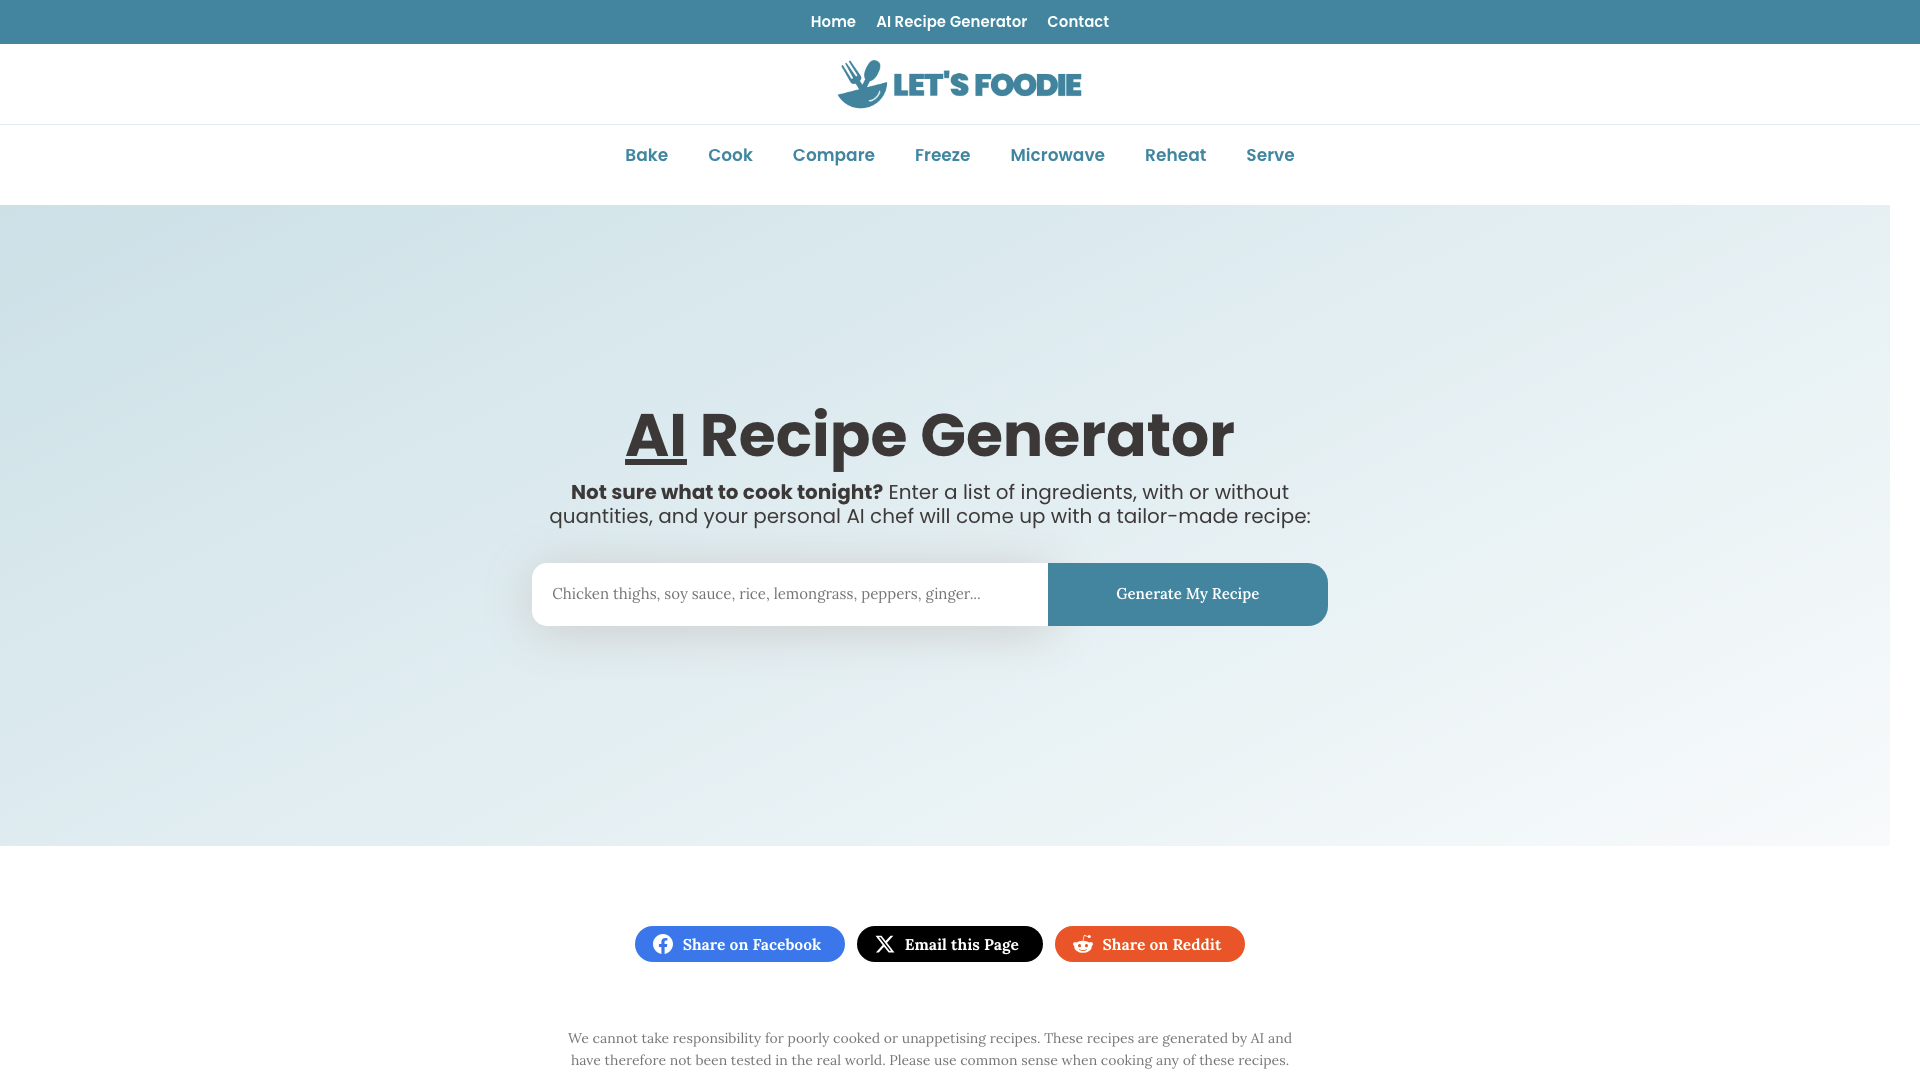 Home AI Recipe Generator Contact
LET'S FOODIE
Bake Cook Compare Freeze Microwave Reheat Serve
AI Recipe Generator
Not sure what to cook tonight? Enter a list of ingredients, with or without
quantities, and your personal AI chef will come up with a tailor-made recipe:
Chicken thighs, soy sauce, rice, lemongrass, peppers, ginger...
Generate My Recipe
Share on Facebook Email this Page Share on Reddit
We cannot take responsibility for poorly cooked or unappetising recipes. These recipes are generated by AI and
have therefore not been tested in the real world. Please use common sense when cooking any of these recipes.